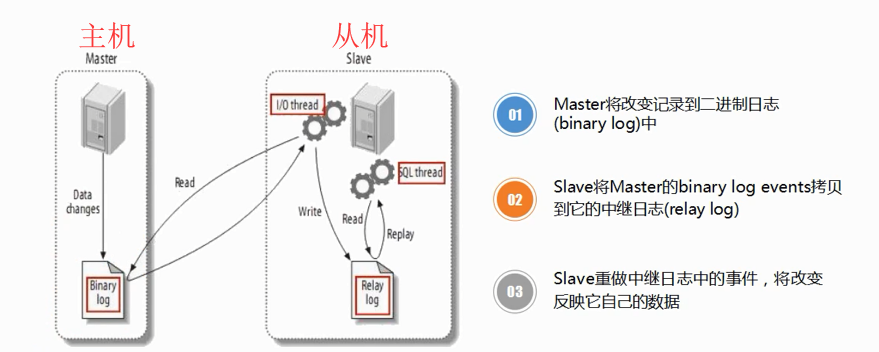 主机
从机
Master
Slave
I/O thread
SQL thread
Data
changes
Read
Write
Read
Replay
Binary
log
Relay
log
01
Master将改变记录到二进制日志
(binary log)中
02
Slave将Master的binary log events拷贝
到它的中继日志(relay log)
03
Slave重做中继日志中的事件，将改变
反映它自己的数据